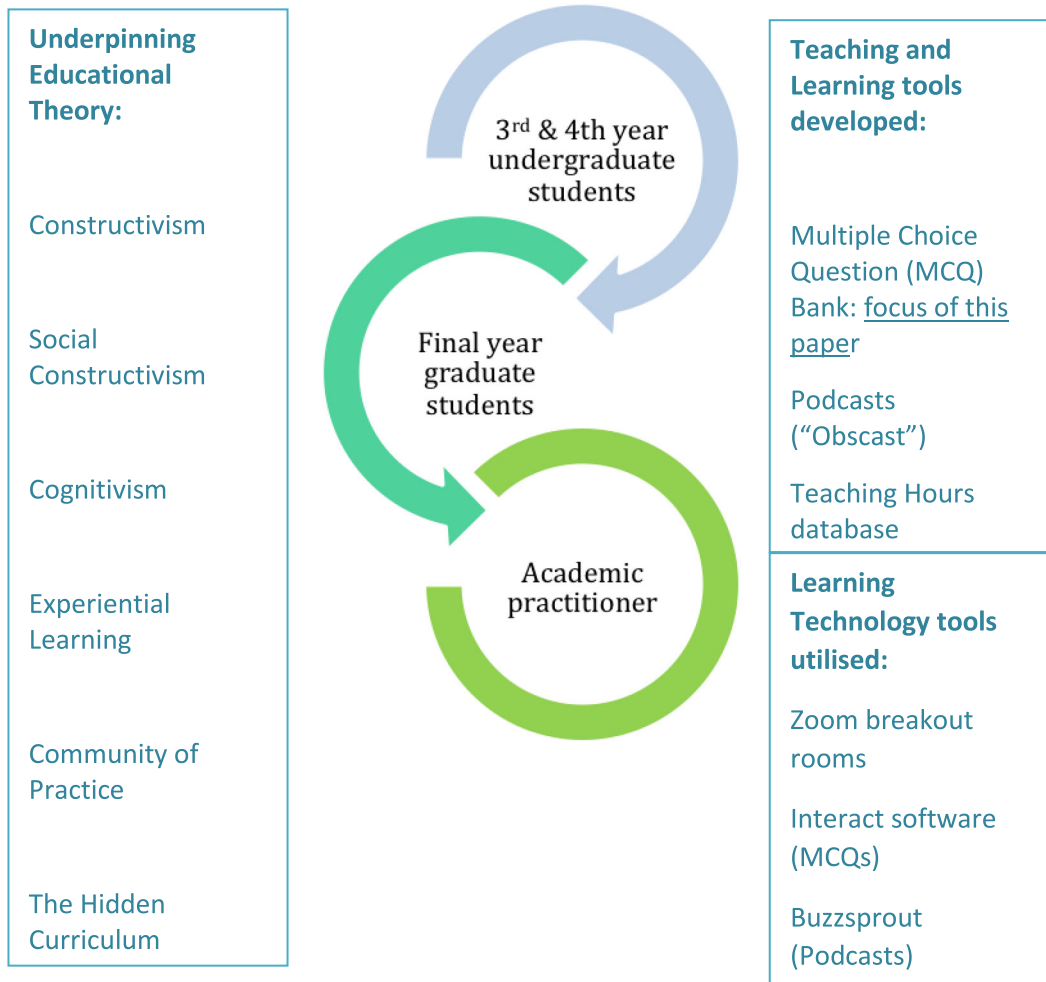 Underpinning
Educational
Theory:
Constructivism
Social
Constructivism
Cognitivism
Experiential
Learning
Community of
Practice
The Hidden
Curriculum
3rd & 4th year
undergraduate
students
Final year
graduate
students
Academic
practitioner
Teaching and
Learning tools
developed:
Multiple Choice
Question (MCQ)
Bank: focus of this
paper
Podcasts
(“Obscast”)
Teaching Hours
database
Learning
Technology tools
utilised:
Zoom breakout
rooms
Interact software
(MCQs)
Buzzsprout
(Podcasts)